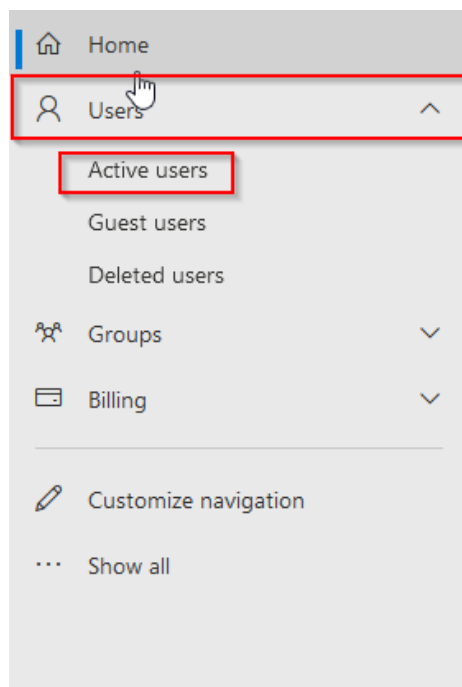 Home
Users
Active users
Guest users
Deleted users
Groups
Billing
Customize navigation
Show all